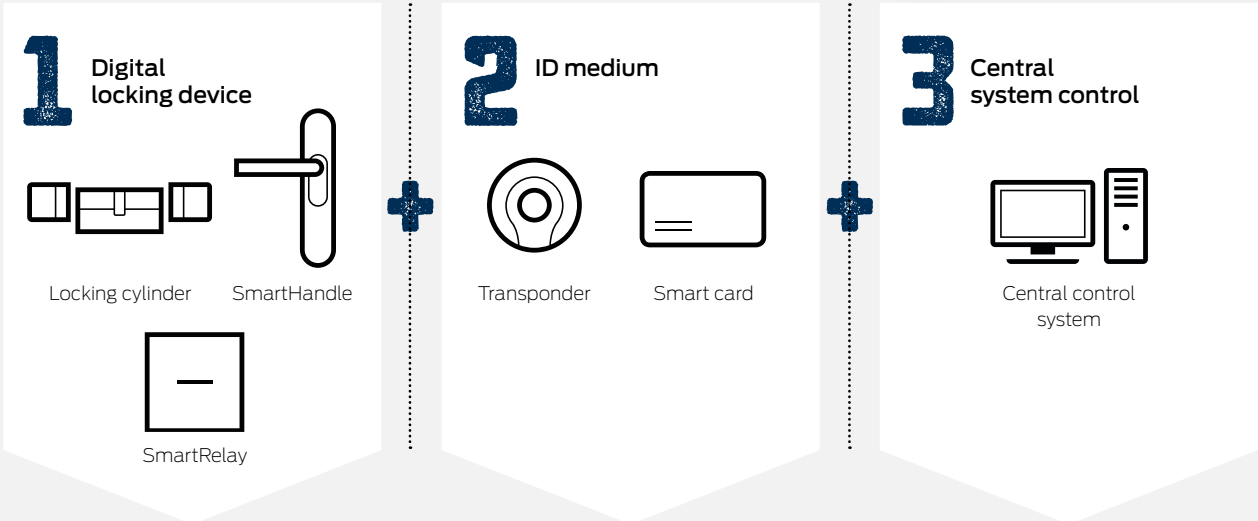 1
Digital
locking device
Locking cylinder
SmartHandle
SmartRelay
2
ID medium
Transponder
Smart card
3
Central
system control
Central control
system